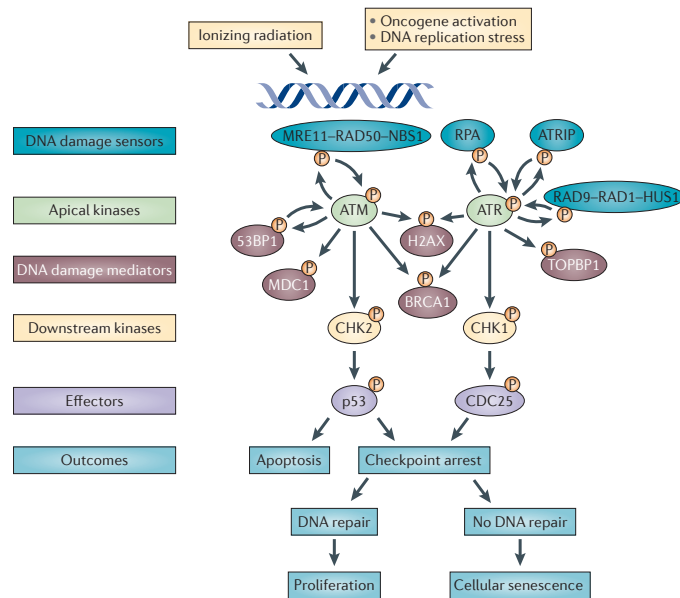 Ionizing radiation
• Oncogene activation
• DNA replication stress
DNA damage sensors
MRE11–RAD50–NBS1
RPA
ATRIP
P
P
P
RAD9–RAD1–HUS1
P
Apical kinases
ATM
P
ATR
P
53BP1
P
H2AX
P
TOPBP1
P
DNA damage mediators
MDC1
P
BRCA1
P
Downstream kinases
CHK2
P
CHK1
P
Effectors
p53
P
CDC25
P
Outcomes
Apoptosis
Checkpoint arrest
DNA repair
No DNA repair
Proliferation
Cellular senescence